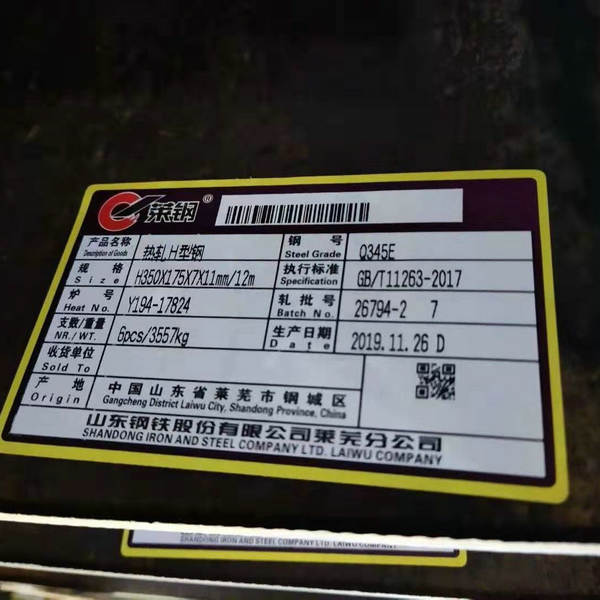 莱钢®
产品名称 热轧H型钢 钢 号 Q345E
Description of Goods Steel Grade
规 格 H350X175X7X11mm/12m 执行标准 GB/T11263-2017
Size Specification
炉 号 Y194-17824 轧批号 26794-2 7
Heat No. Batch No.
支数/重量 6pcs/3557kg 生产日期 2019.11.26 D
NR./WT. Date
收货单位
Sold To
产 地 中国山东省莱芜市钢城区
Origin Gangcheng District Laiwu City, Shandong Province, China
山东钢铁股份有限公司莱芜分公司
SHANDONG IRON AND STEEL COMPANY LTD. LAIWU COMPANY
SHANDONG IRON AND STEEL COMPANY LTD. LAIWU COMPANY